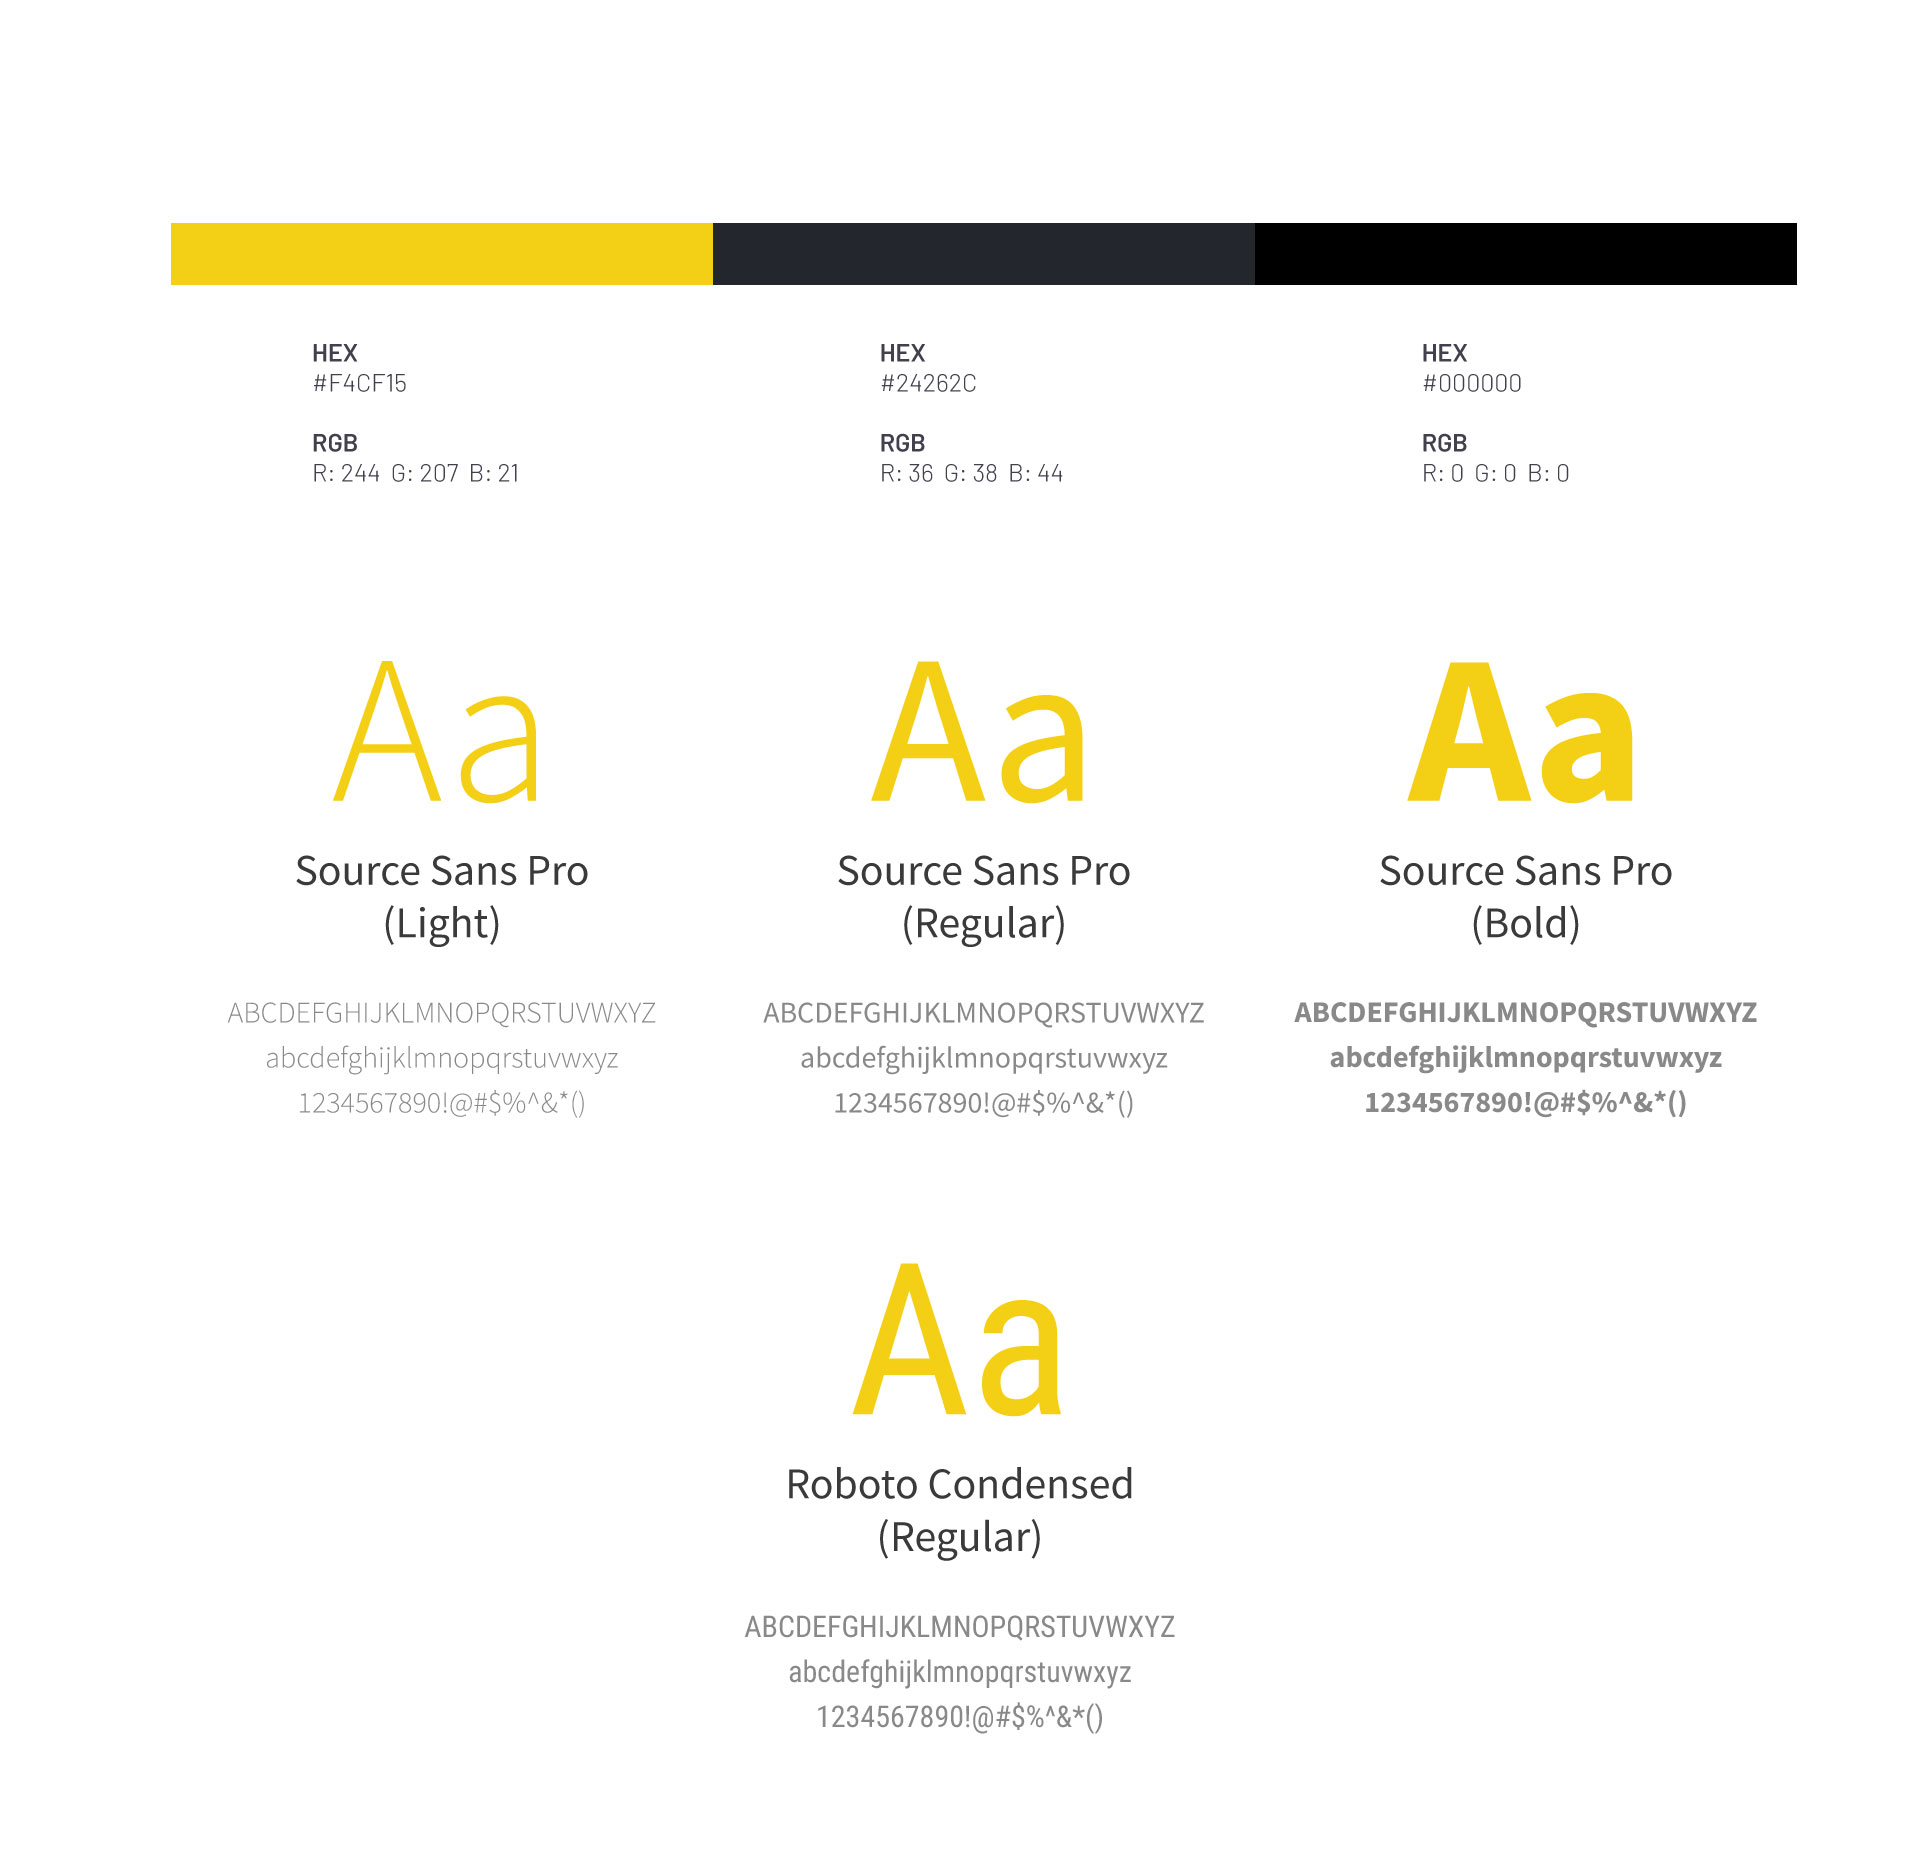 HEX
#F4CF15
RGB
R: 244 G: 207 B: 21
HEX
#24262C
RGB
R: 36 G: 38 B: 44
HEX
#000000
RGB
R: 0 G: 0 B: 0
Aa
Source Sans Pro
(Light)
ABCDEFGHIJKLMNOPQRSTUVWXYZ
abcdefghijklmnopqrstuvwxyz
1234567890!@#$%^&*()
Aa
Source Sans Pro
(Regular)
ABCDEFGHIJKLMNOPQRSTUVWXYZ
abcdefghijklmnopqrstuvwxyz
1234567890!@#$%^&*()
Aa
Source Sans Pro
(Bold)
ABCDEFGHIJKLMNOPQRSTUVWXYZ
abcdefghijklmnopqrstuvwxyz
1234567890!@#$%^&*()
Aa
Roboto Condensed
(Regular)
ABCDEFGHIJKLMNOPQRSTUVWXYZ
abcdefghijklmnopqrstuvwxyz
1234567890!@#$%^&*()